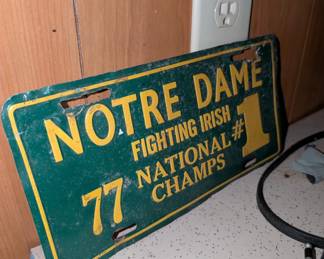 NOTRE DAME
FIGHTING IRISH
77 NATIONAL #1
CHAMPS